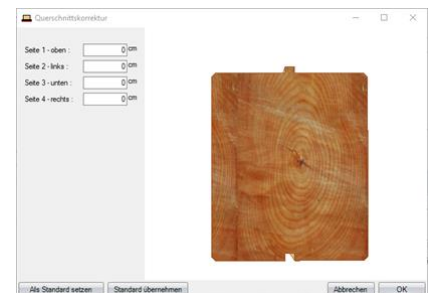 Querschnittskorrektur
Seite 1 - oben : 0 cm
Seite 2 - links : 0 cm
Seite 3 - unten : 0 cm
Seite 4 - rechts : 0 cm
Als Standard setzen Standard übernehmen Abbrechen OK